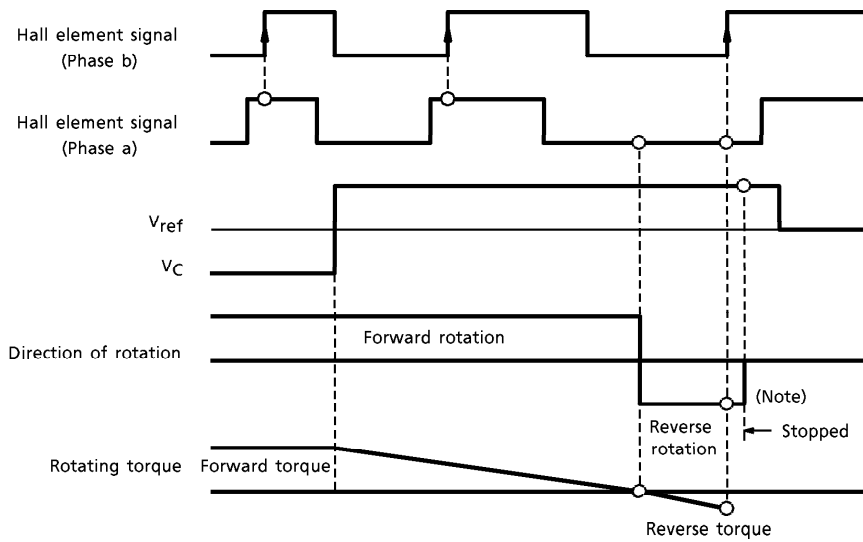 Hall element signal
(Phase b)
Hall element signal
(Phase a)
Vref
VC
Direction of rotation
Forward rotation
(Note)
Reverse
rotation
Stopped
Rotating torque
Forward torque
Reverse torque